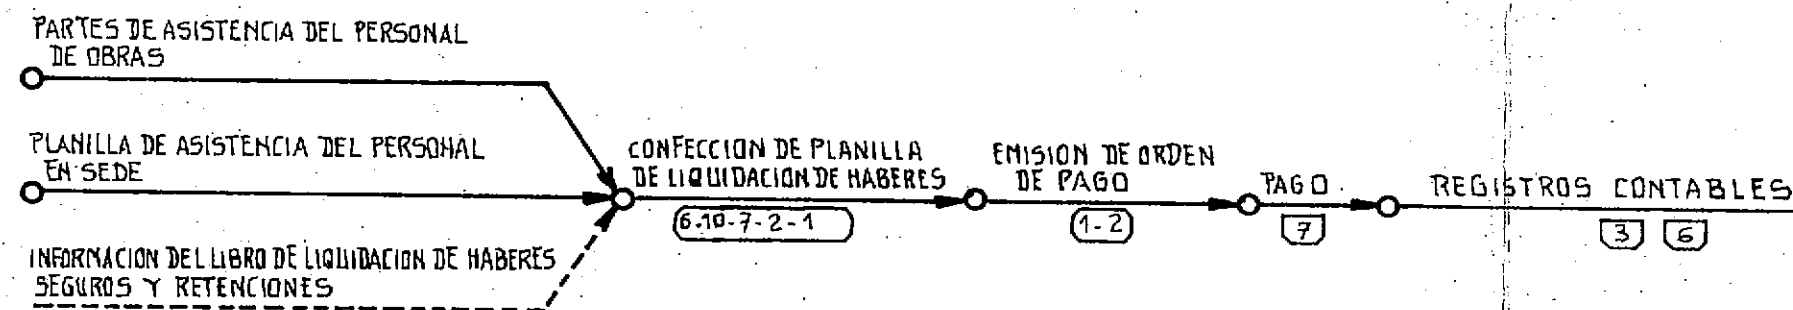 PARTES DE ASISTENCIA DEL PERSONAL
DE OBRAS
PLANILLA DE ASISTENCIA DEL PERSONAL
EN SEDE
INFORMACION DEL LIBRO DE LIQUIDACION DE HABERES
SEGUROS Y RETENCIONES
CONFECCION DE PLANILLA
DE LIQUIDACION DE HABERES
6-10-7-2-1
EMISION DE ORDEN
DE PAGO
1-2
PAGO
7
REGISTROS CONTABLES
3 6